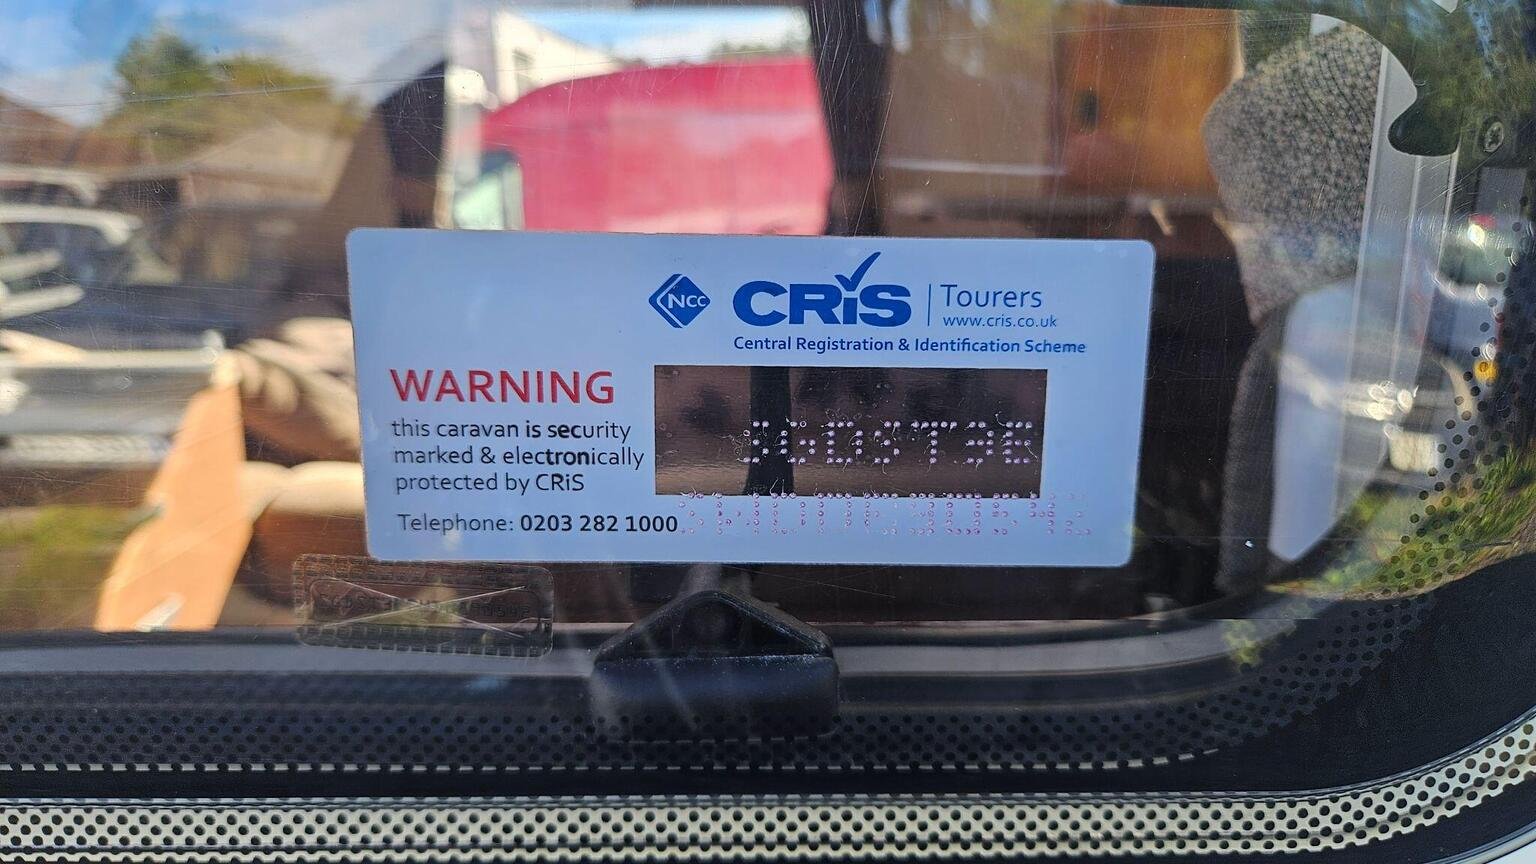 NCC CRiS Tourers
www.cris.co.uk
Central Registration & Identification Scheme
WARNING
this caravan is security
marked & electronically
protected by CRiS
Telephone: 0203 282 1000